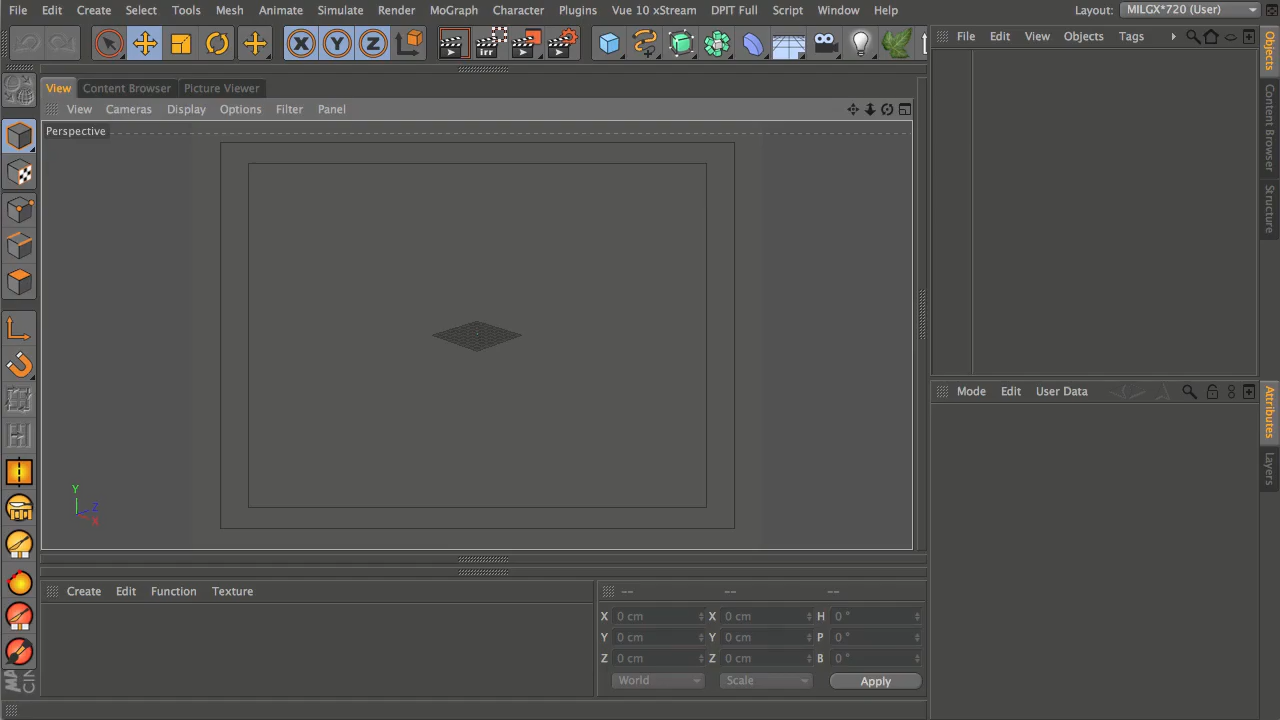 File Edit Create Select Tools Mesh Animate Simulate Render MoGraph Character Plugins Vue 10 xStream DPIT Full Script Window Help Layout: MILGX*720 (User)
irr
File Edit View Objects Tags
Objects
Content Browser
Structure
View Content Browser Picture Viewer
View Cameras Display Options Filter Panel
Perspective
Y
Z
X
Mode Edit User Data
Attributes
Layers
Create Edit Function Texture
-- -- --
X 0 cm X 0 cm H 0 °
Y 0 cm Y 0 cm P 0 °
Z 0 cm Z 0 cm B 0 °
World Scale Apply